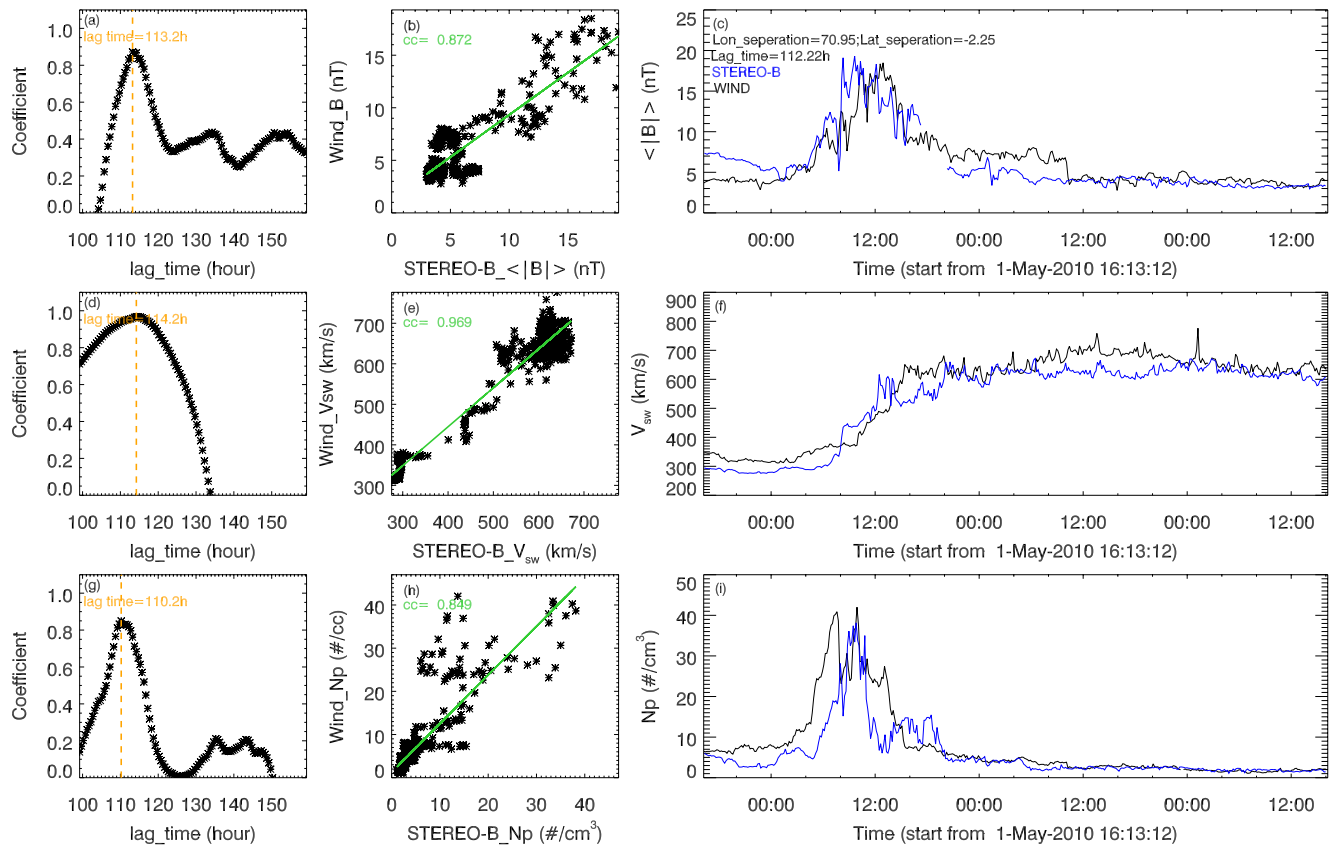 (a)
lag time=113.2h
1.0
0.8
0.6
0.4
0.2
0.0
Coefficient
100 110 120 130 140 150
lag_time (hour)
(b)
cc= 0.872
15
10
5
0
Wind_B (nT)
0 5 10 15
STEREO-B_<|B|> (nT)
(c)
Lon_seperation=70.95;Lat_seperation=-2.25
Lag_time=112.22h
STEREO-B
WIND
25
20
15
10
5
0
<|B|> (nT)
00:00 12:00 00:00 12:00 00:00 12:00
Time (start from 1-May-2010 16:13:12)
(d)
lag time=114.2h
1.0
0.8
0.6
0.4
0.2
0.0
Coefficient
100 110 120 130 140 150
lag_time (hour)
(e)
cc= 0.969
700
600
500
400
300
Wind_Vsw (km/s)
300 400 500 600 700
STEREO-B_Vsw (km/s)
(f)
900
800
700
600
500
400
300
200
Vsw (km/s)
00:00 12:00 00:00 12:00 00:00 12:00
Time (start from 1-May-2010 16:13:12)
(g)
lag time=110.2h
1.0
0.8
0.6
0.4
0.2
0.0
Coefficient
100 110 120 130 140 150
lag_time (hour)
(h)
cc= 0.849
40
30
20
10
0
Wind_Np (#/cc)
0 10 20 30 40
STEREO-B_Np (#/cm³)
(i)
50
40
30
20
10
0
Np (#/cm³)
00:00 12:00 00:00 12:00 00:00 12:00
Time (start from 1-May-2010 16:13:12)